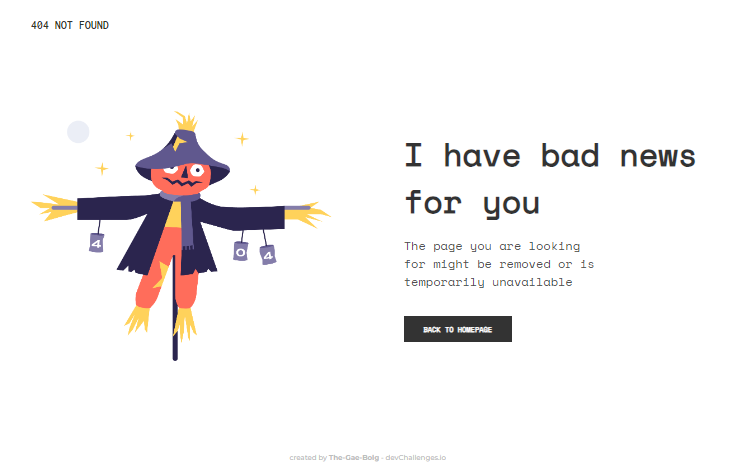 404 NOT FOUND
I have bad news
for you
4
0
4
The page you are looking
for might be removed or is
temporarily unavailable
BACK TO HOMEPAGE
created by The-Gae-Bolg - devChallenges.io